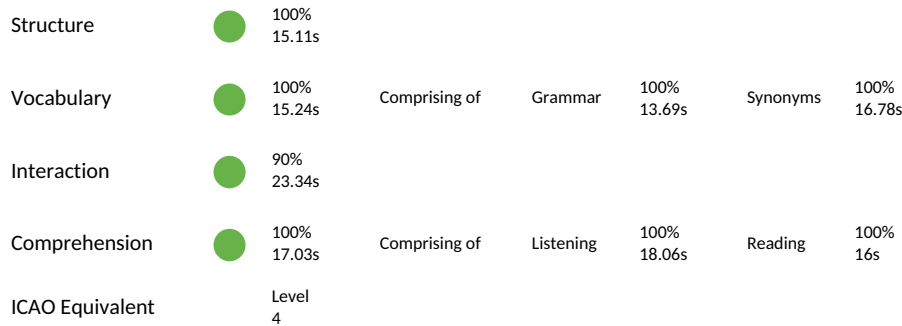 Structure
100%
15.11s
Vocabulary
100%
15.24s
Comprising of
Grammar
100%
13.69s
Synonyms
100%
16.78s
Interaction
90%
23.34s
Comprehension
100%
17.03s
Comprising of
Listening
100%
18.06s
Reading
100%
16s
ICAO Equivalent
Level
4